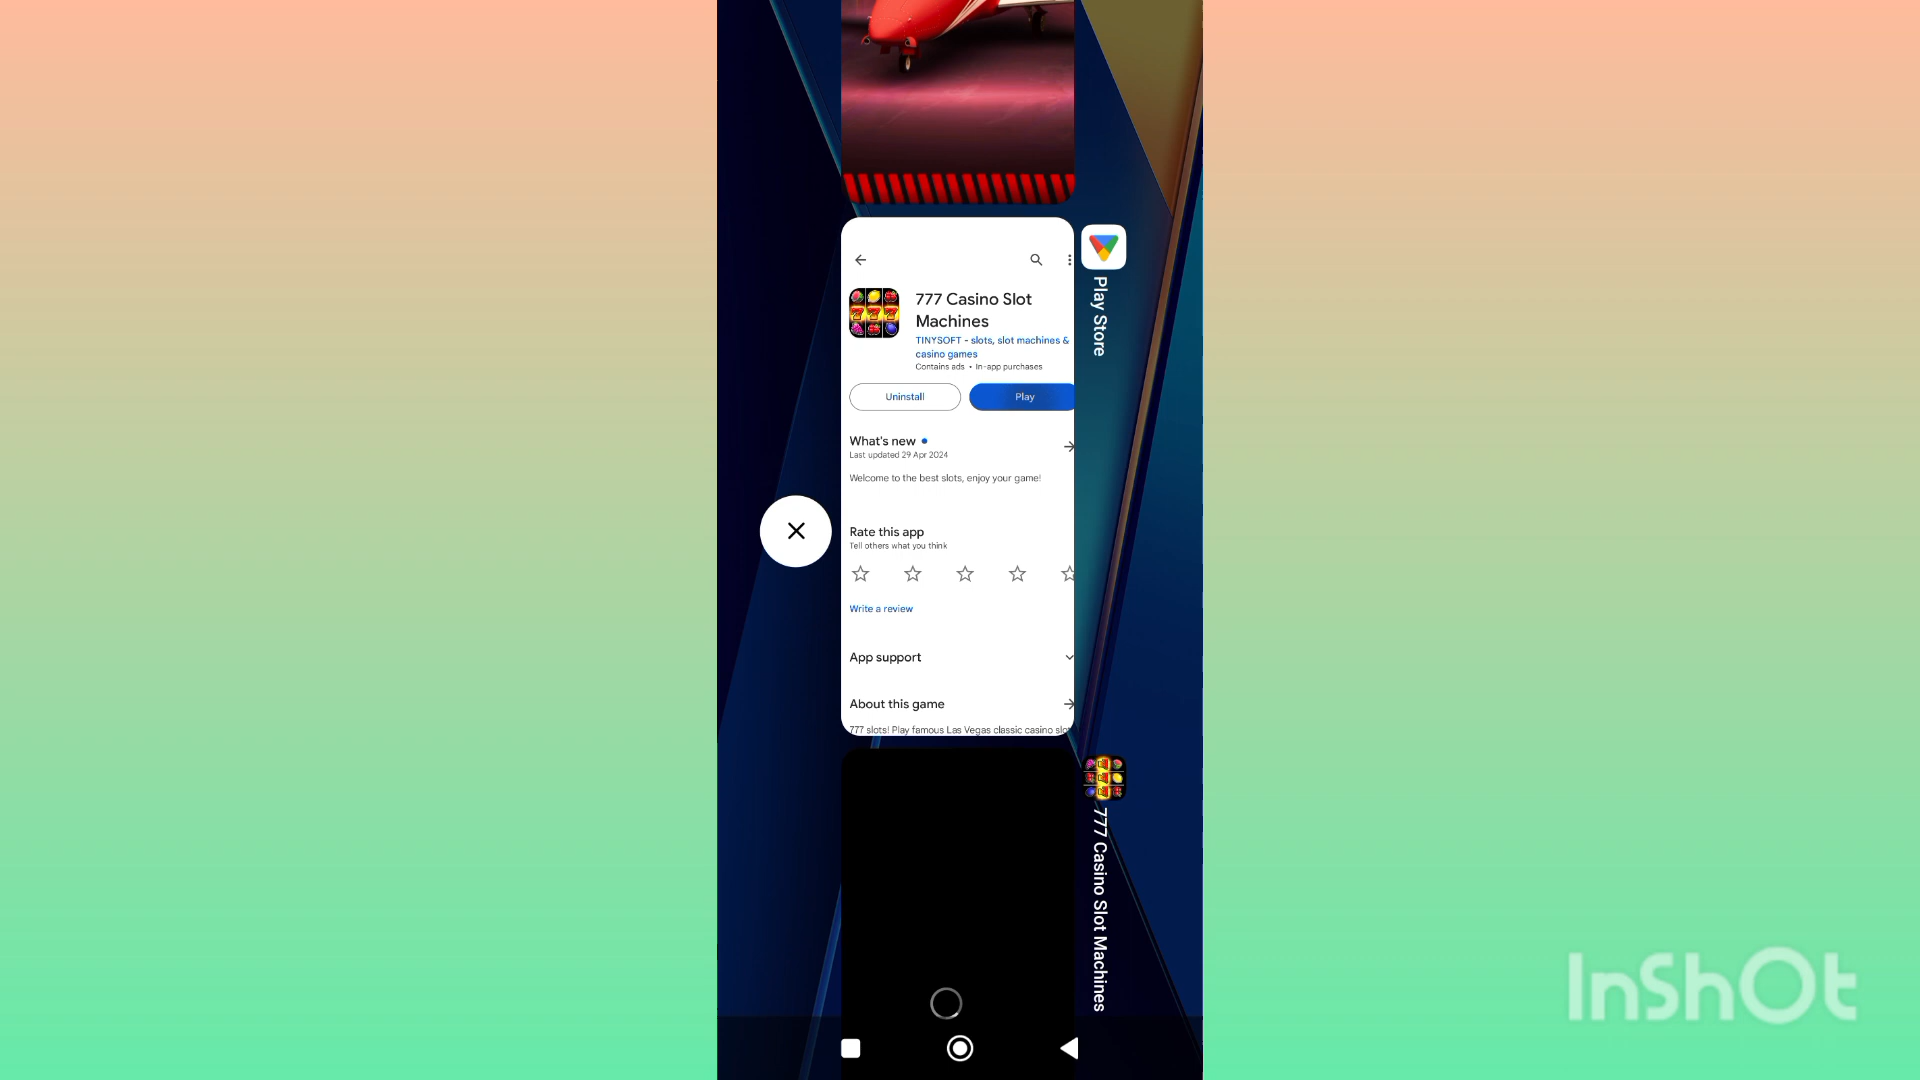 777 Casino Slot
Machines
TINYSOFT - slots, slot machines &
casino games
Contains ads • In-app purchases
Uninstall
Play
What's new
Last updated 29 Apr 2024
Welcome to the best slots, enjoy your game!
Rate this app
Tell others what you think
Write a review
App support
About this game
777 slots! Play famous Las Vegas classic casino slot
Play Store
777 Casino Slot Machines
InShOt